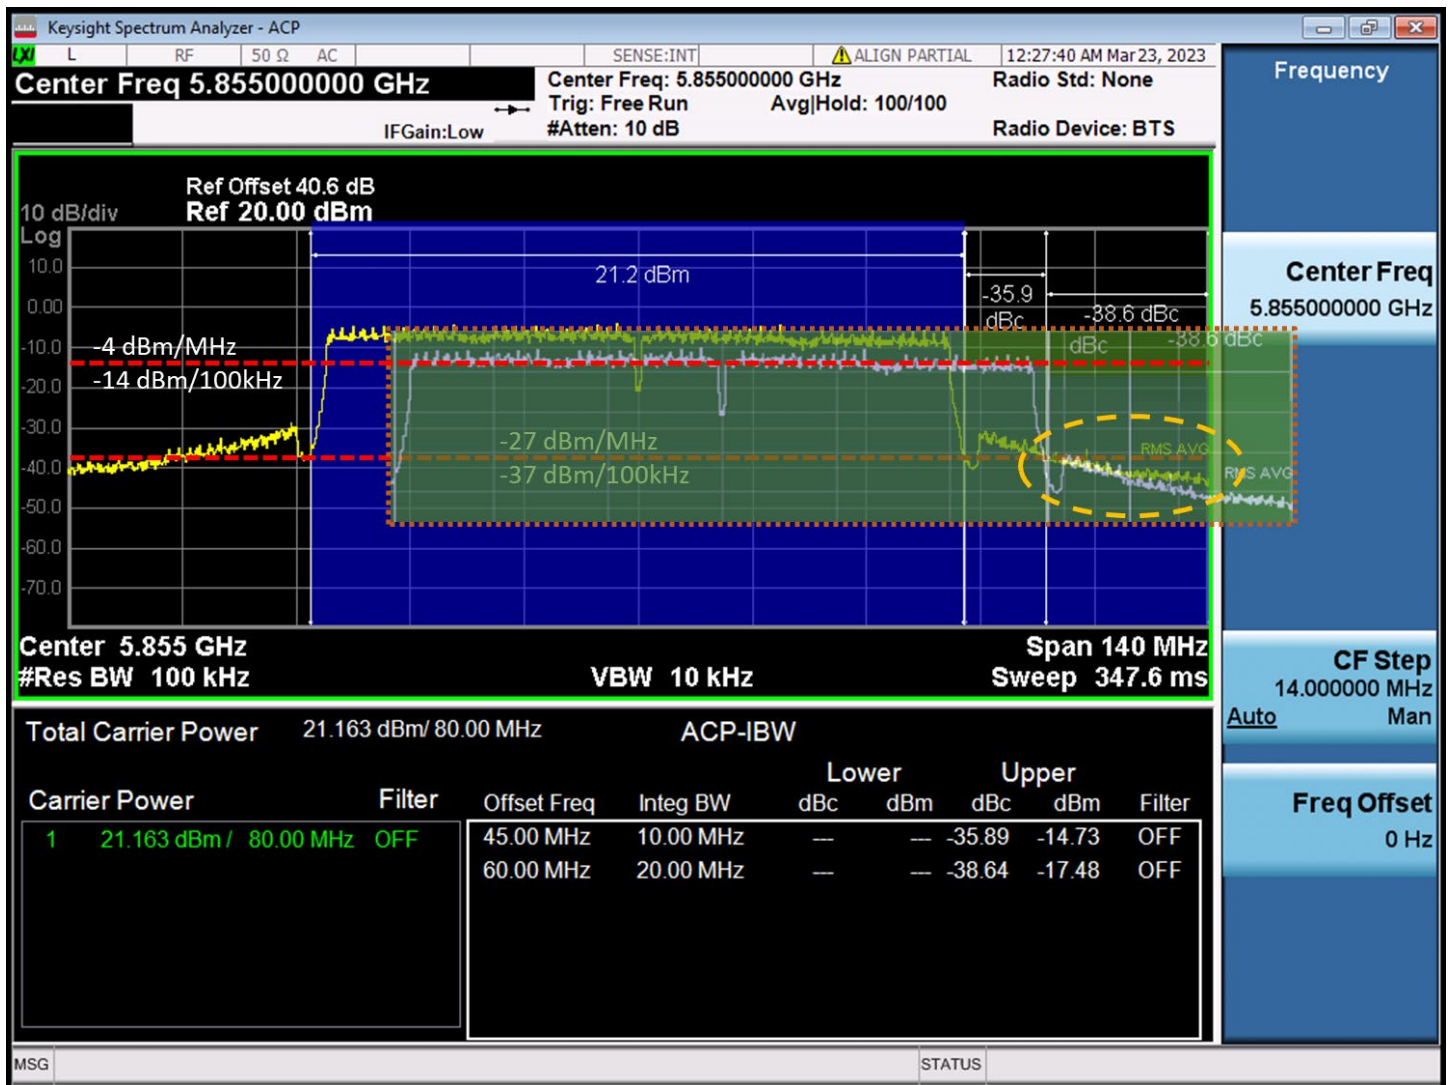 Keysight Spectrum Analyzer - ACP
LXI L RF 50 Ω AC SENSE:INT ALIGN PARTIAL 12:27:40 AM Mar 23, 2023
Center Freq 5.855000000 GHz
Center Freq: 5.855000000 GHz
Radio Std: None
Trig: Free Run Avg|Hold: 100/100
IFGain:Low
#Atten: 10 dB
Radio Device: BTS
Frequency
Ref Offset 40.6 dB
10 dB/div Ref 20.00 dBm
Log
10.0
0.00
-10.0
-20.0
-30.0
-40.0
-50.0
-60.0
-70.0
21.2 dBm
-35.9
dBc
-38.6 dBc
dBc
-38.6 dBc
-4 dBm/MHz
-14 dBm/100kHz
-27 dBm/MHz
-37 dBm/100kHz
RMS AVG
RMS AVG
Center 5.855 GHz
Span 140 MHz
#Res BW 100 kHz
VBW 10 kHz
Sweep 347.6 ms
Center Freq
5.855000000 GHz
CF Step
14.000000 MHz
Auto Man
Freq Offset
0 Hz
Total Carrier Power 21.163 dBm/ 80.00 MHz ACP-IBW
Lower Upper
Carrier Power Filter Offset Freq Integ BW dBc dBm dBc dBm Filter
1 21.163 dBm / 80.00 MHz OFF 45.00 MHz 10.00 MHz --- --- -35.89 -14.73 OFF
60.00 MHz 20.00 MHz --- --- -38.64 -17.48 OFF
MSG STATUS